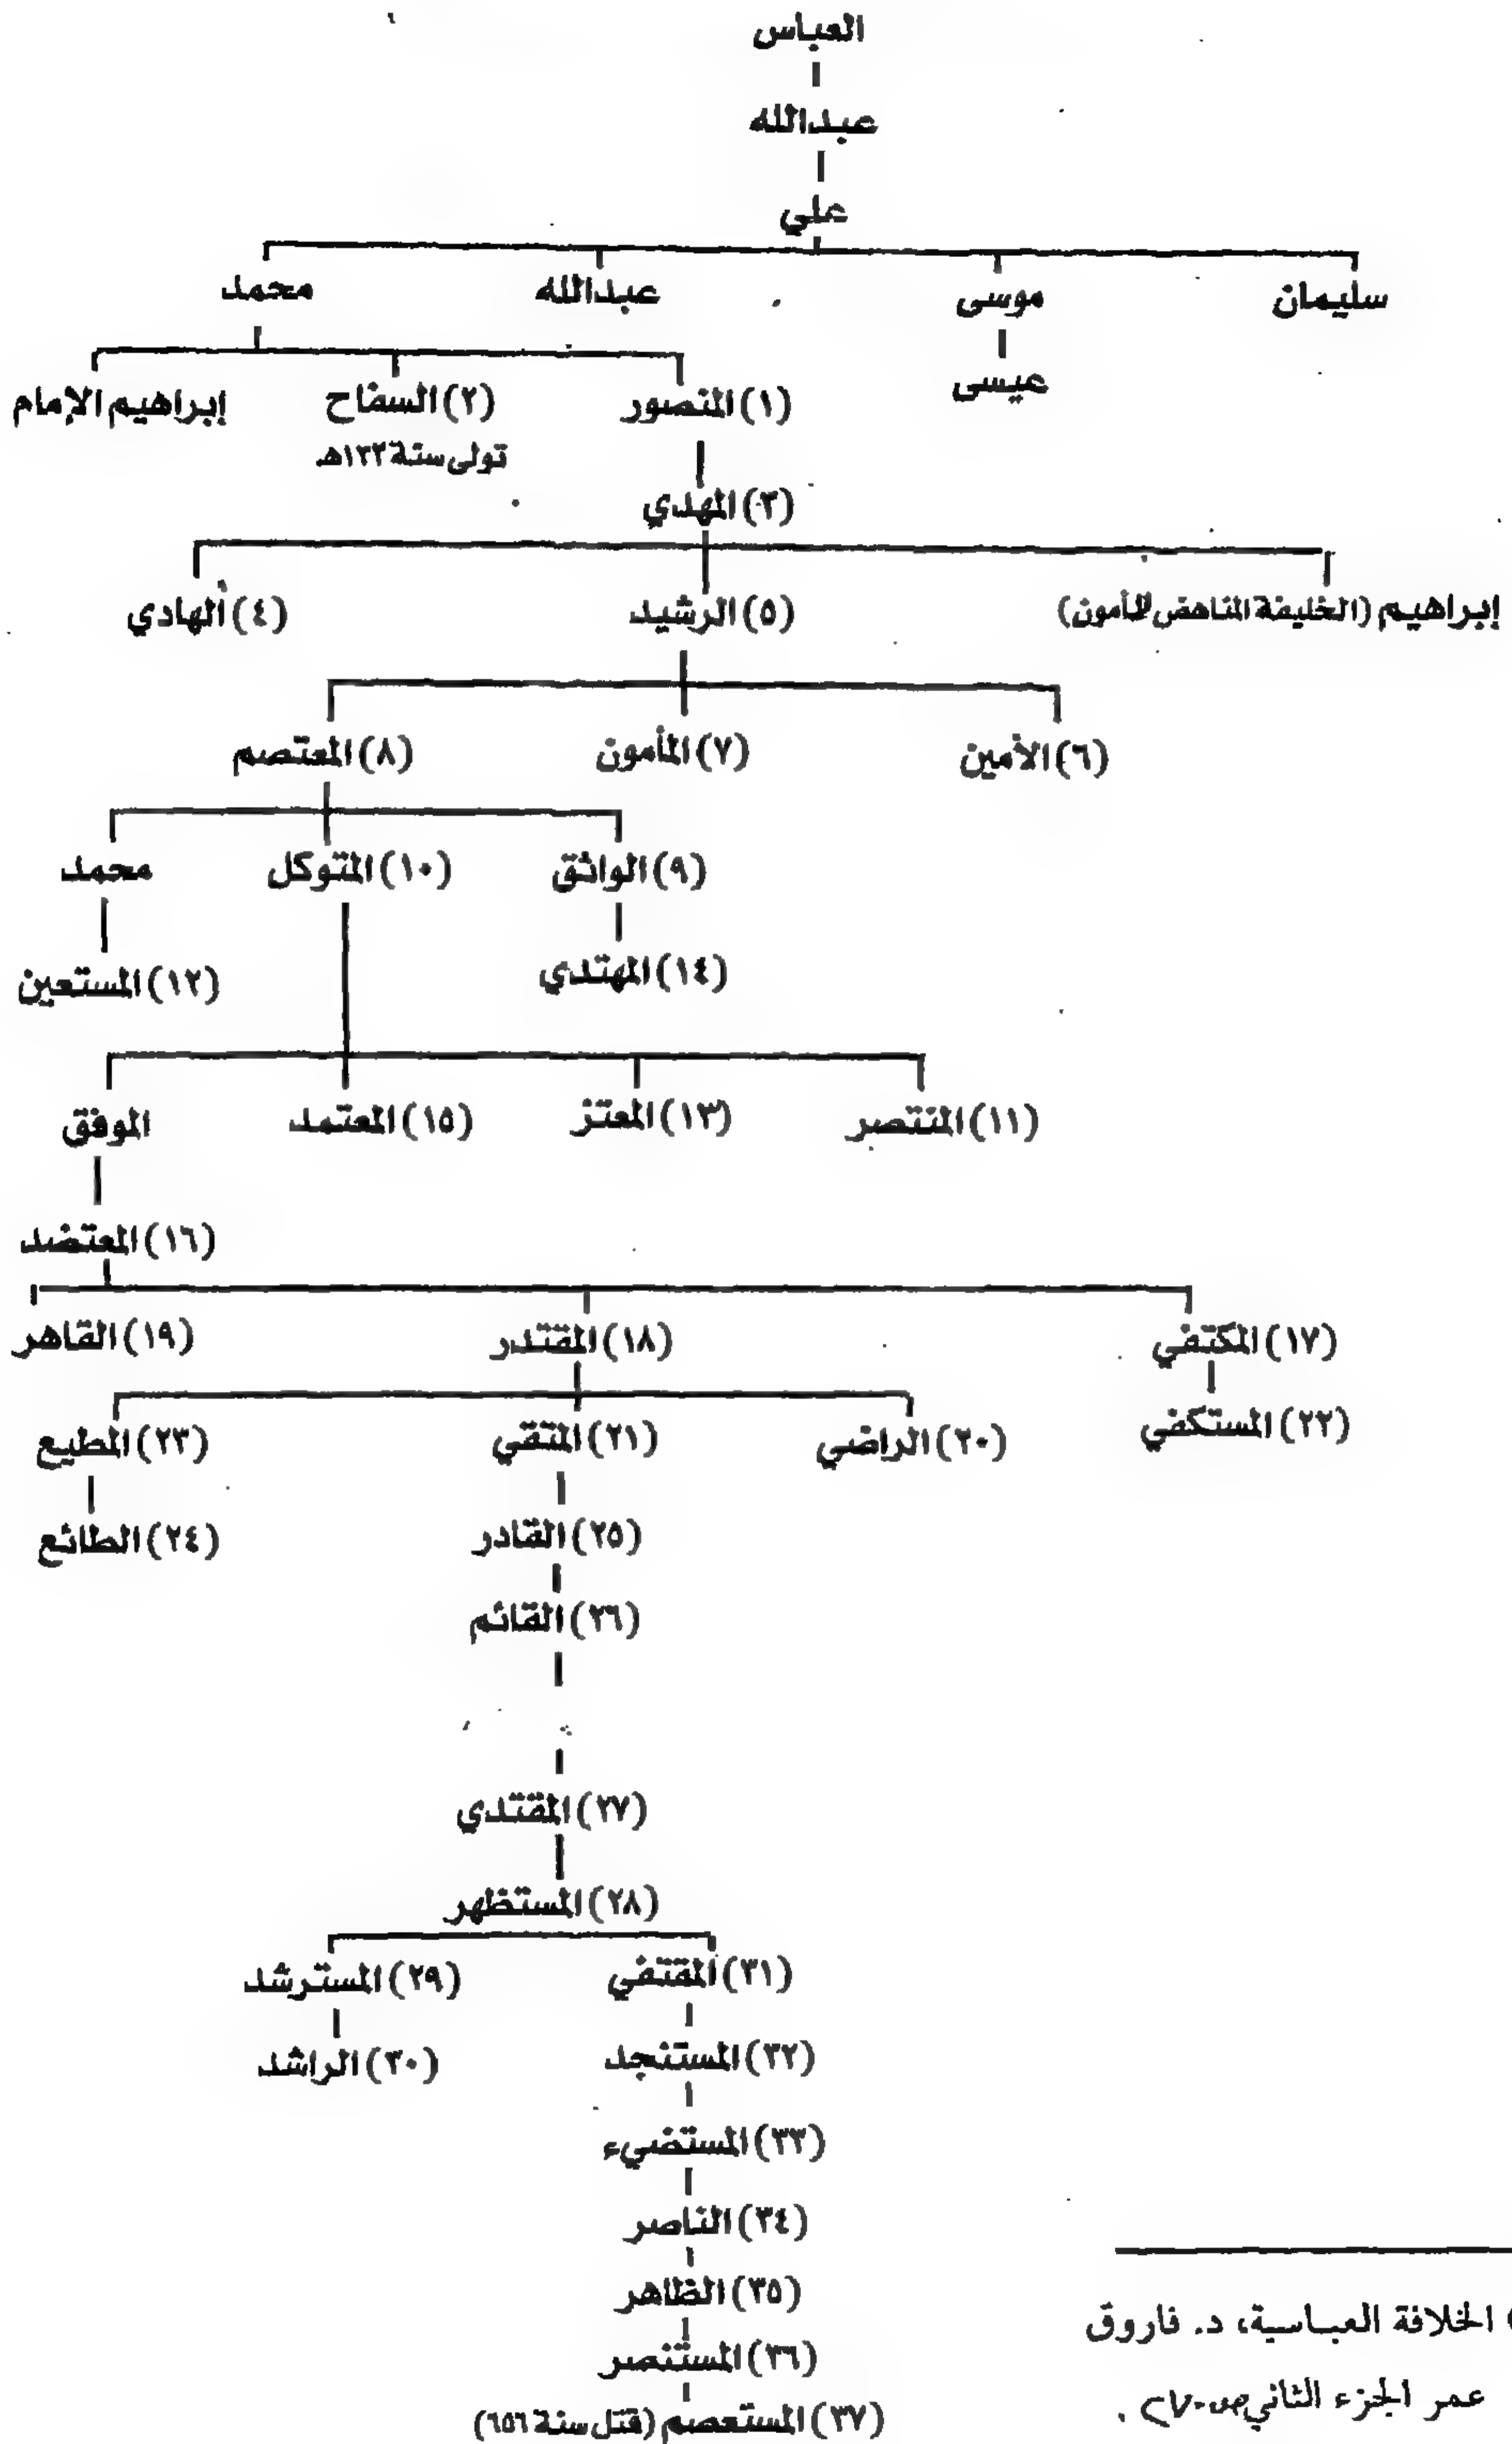 العباس
عبدالله
علي
سليمان موسى عبدالله محمد
عيسى
(١) المنصور (٢) السفاح إبراهيم الإمام
تولى سنة ١٣٢هـ
(٣) المهدي
إبراهيم (الخليفة المناهض للمأمون) (٥) الرشيد (٤) الهادي
(٦) الأمين (٧) المأمون (٨) المعتصم
(٩) الواثق (١٠) المتوكل محمد
(١٤) المهتدي (١٢) المستعين
(١١) المنتصر (١٣) المعتز (١٥) المعتمد الموفق
(١٦) المعتضد
(١٧) المكتفي (١٨) المقتدر (١٩) القاهر
(٢٢) المستكفي (٢٠) الراضي (٢١) المتقي (٢٣) المطيع
(٢٥) القادر (٢٤) الطائع
(٢٦) القائم
(٢٧) المقتدي
(٢٨) المستظهر
(٣١) المقتفي (٢٩) المسترشد
(٣٢) المستنجد (٣٠) الراشد
(٣٣) المستضيء
(٣٤) الناصر
(٣٥) الظاهر
(٣٦) المستنصر
(٣٧) المستعصم (قتل سنة ٦٥٦)
) الخلافة العباسية، د. فاروق
عمر الجزء الثاني